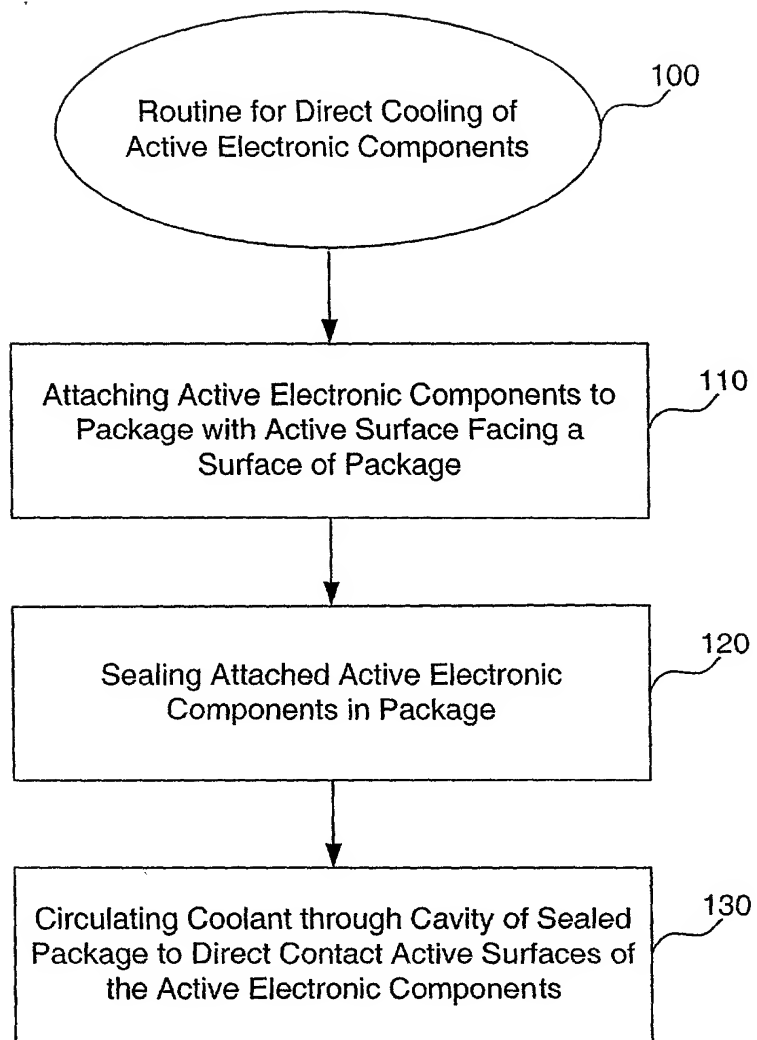 100
Routine for Direct Cooling of
Active Electronic Components
110
Attaching Active Electronic Components to
Package with Active Surface Facing a
Surface of Package
120
Sealing Attached Active Electronic
Components in Package
130
Circulating Coolant through Cavity of Sealed
Package to Direct Contact Active Surfaces of
the Active Electronic Components